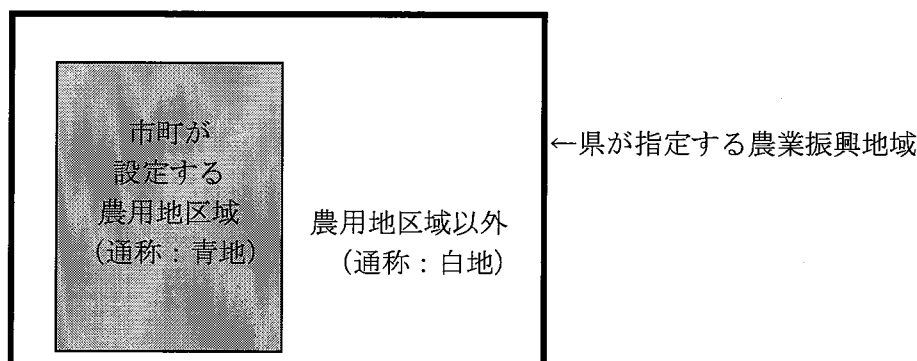 市町が
設定する
農用地区域
(通称：青地)
農用地区域以外
(通称：白地)
←県が指定する農業振興地域